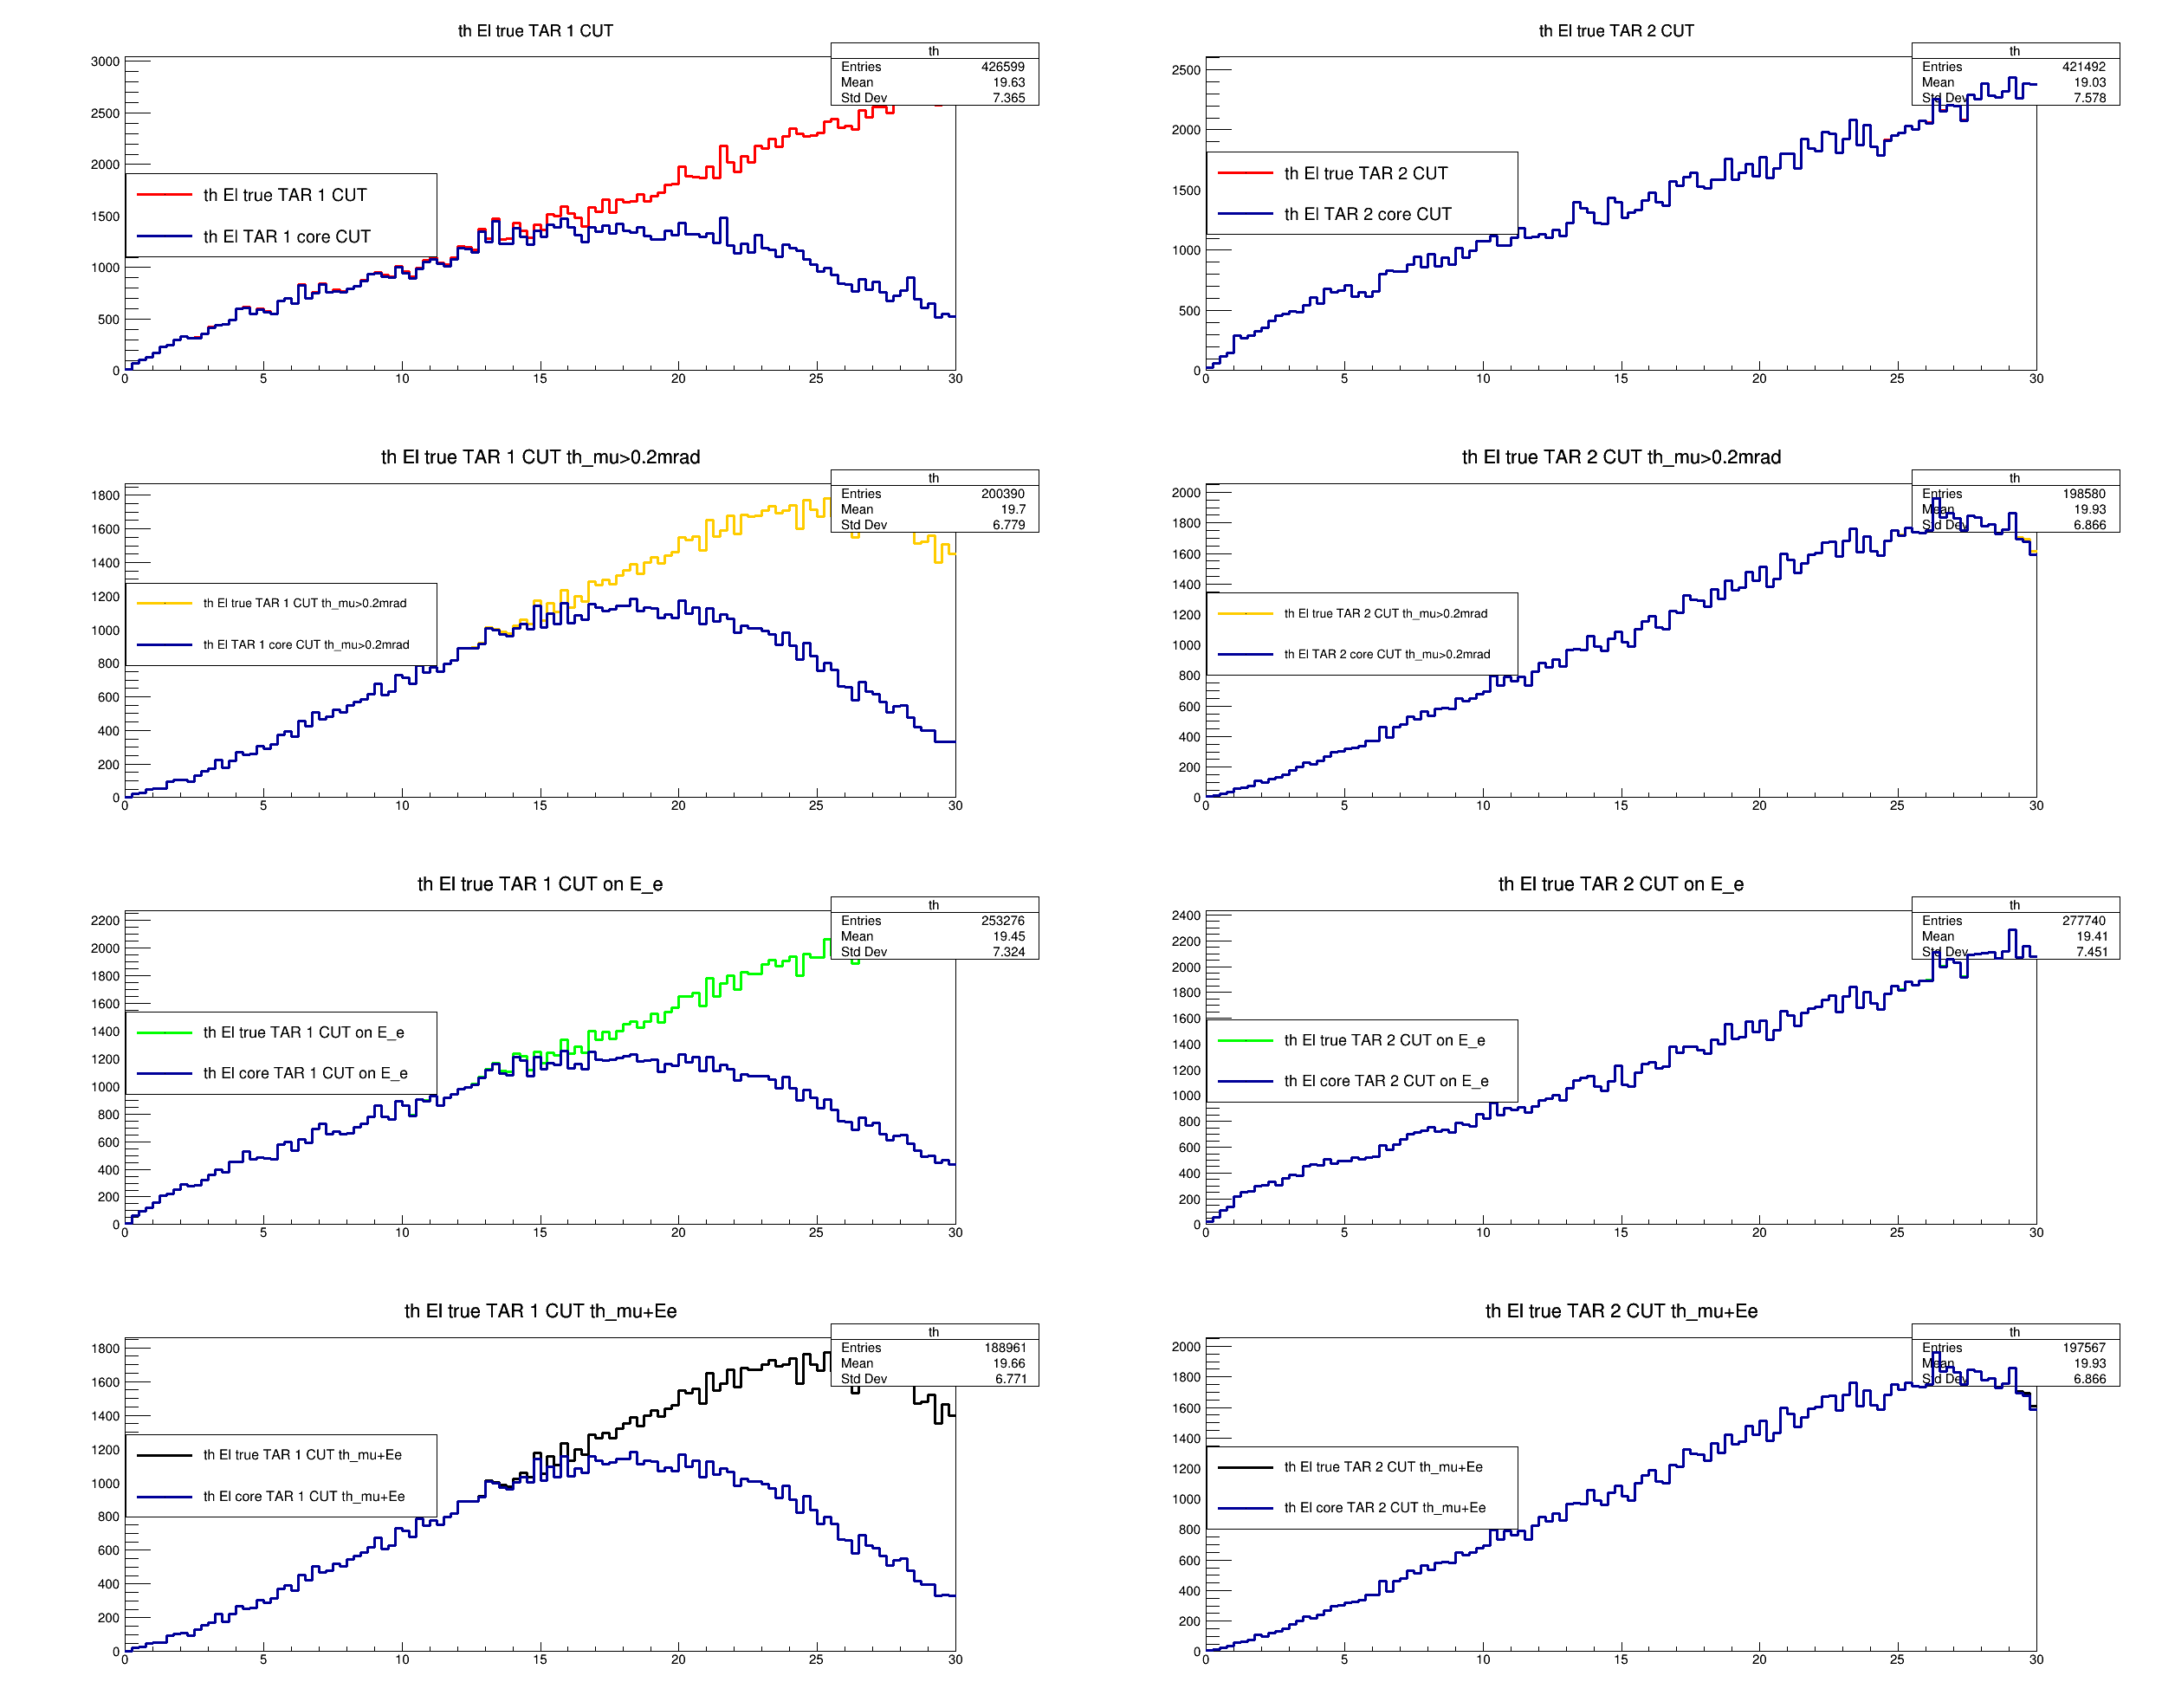 th El true TAR 1 CUT
th
Entries 426599
Mean 19.63
Std Dev 7.365
3000
2500
2000
1500
1000
500
0
th El true TAR 1 CUT
th El TAR 1 core CUT
0 5 10 15 20 25 30
th El true TAR 2 CUT
th
Entries 421492
Mean 19.03
Std Dev 7.578
2500
2000
1500
1000
500
0
th El true TAR 2 CUT
th El TAR 2 core CUT
0 5 10 15 20 25 30
th El true TAR 1 CUT th_mu>0.2mrad
th
Entries 200390
Mean 19.7
Std Dev 6.779
1800
1600
1400
1200
1000
800
600
400
200
0
th El true TAR 1 CUT th_mu>0.2mrad
th El TAR 1 core CUT th_mu>0.2mrad
0 5 10 15 20 25 30
th El true TAR 2 CUT th_mu>0.2mrad
th
Entries 198580
Mean 19.93
Std Dev 6.866
2000
1800
1600
1400
1200
1000
800
600
400
200
0
th El true TAR 2 CUT th_mu>0.2mrad
th El TAR 2 core CUT th_mu>0.2mrad
0 5 10 15 20 25 30
th El true TAR 1 CUT on E_e
th
Entries 253276
Mean 19.45
Std Dev 7.324
2200
2000
1800
1600
1400
1200
1000
800
600
400
200
0
th El true TAR 1 CUT on E_e
th El core TAR 1 CUT on E_e
0 5 10 15 20 25 30
th El true TAR 2 CUT on E_e
th
Entries 277740
Mean 19.41
Std Dev 7.451
2400
2200
2000
1800
1600
1400
1200
1000
800
600
400
200
0
th El true TAR 2 CUT on E_e
th El core TAR 2 CUT on E_e
0 5 10 15 20 25 30
th El true TAR 1 CUT th_mu+Ee
th
Entries 188961
Mean 19.66
Std Dev 6.771
1800
1600
1400
1200
1000
800
600
400
200
0
th El true TAR 1 CUT th_mu+Ee
th El core TAR 1 CUT th_mu+Ee
0 5 10 15 20 25 30
th El true TAR 2 CUT th_mu+Ee
th
Entries 197567
Mean 19.93
Std Dev 6.866
2000
1800
1600
1400
1200
1000
800
600
400
200
0
th El true TAR 2 CUT th_mu+Ee
th El core TAR 2 CUT th_mu+Ee
0 5 10 15 20 25 30